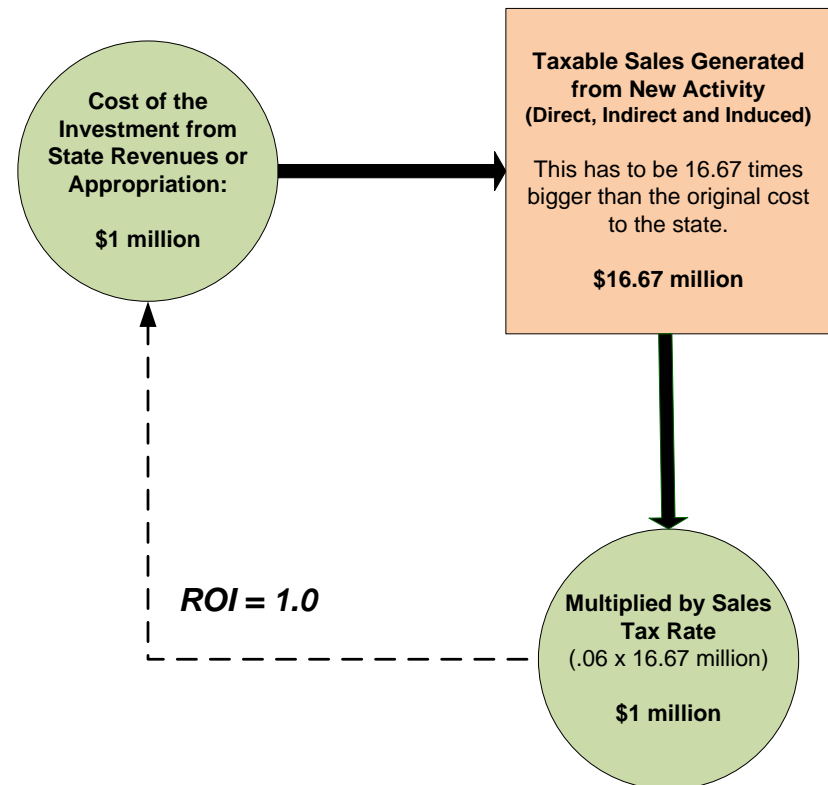 Cost of the
Investment from
State Revenues or
Appropriation:
$1 million
Taxable Sales Generated
from New Activity
(Direct, Indirect and Induced)
This has to be 16.67 times
bigger than the original cost
to the state.
$16.67 million
Multiplied by Sales
Tax Rate
(.06 x 16.67 million)
$1 million
ROI = 1.0